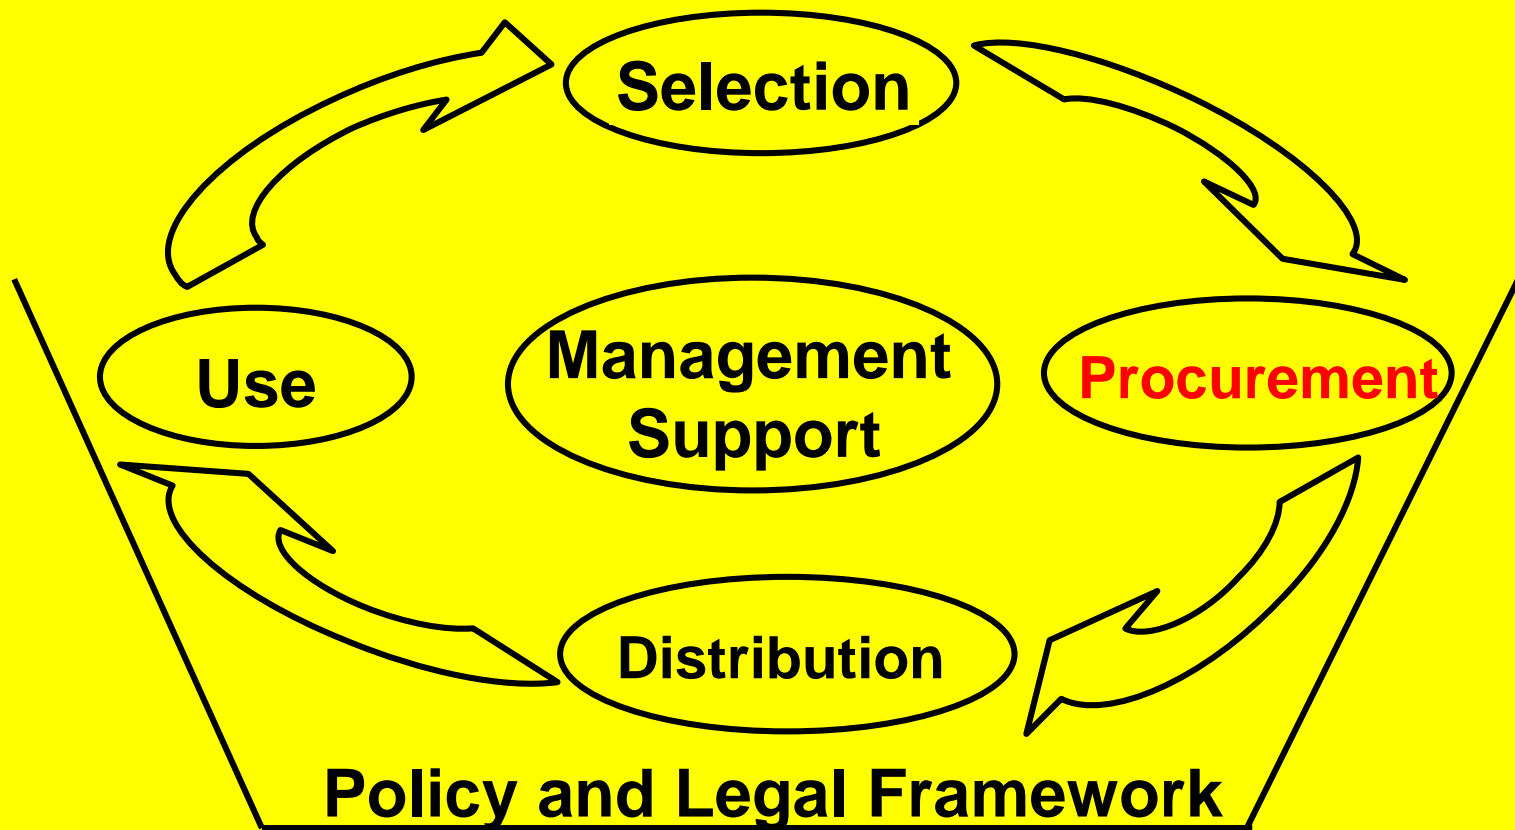 Selection
Use
Management
Support
Procurement
Distribution
Policy and Legal Framework